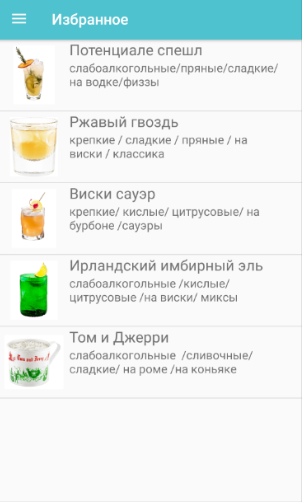 Избранное
Потенциале спешл
слабоалкогольные/пряные/сладкие/
на водке/физзы
Ржавый гвоздь
крепкие / сладкие / пряные / на
виски / классика
Виски сауэр
крепкие/ кислые/ цитрусовые/ на
бурбоне /сауэры
Ирландский имбирный эль
слабоалкогольные /кислые/
цитрусовые /на виски/ миксы
Том и Джерри
слабоалкогольные /сливочные/
сладкие/ на роме /на коньяке